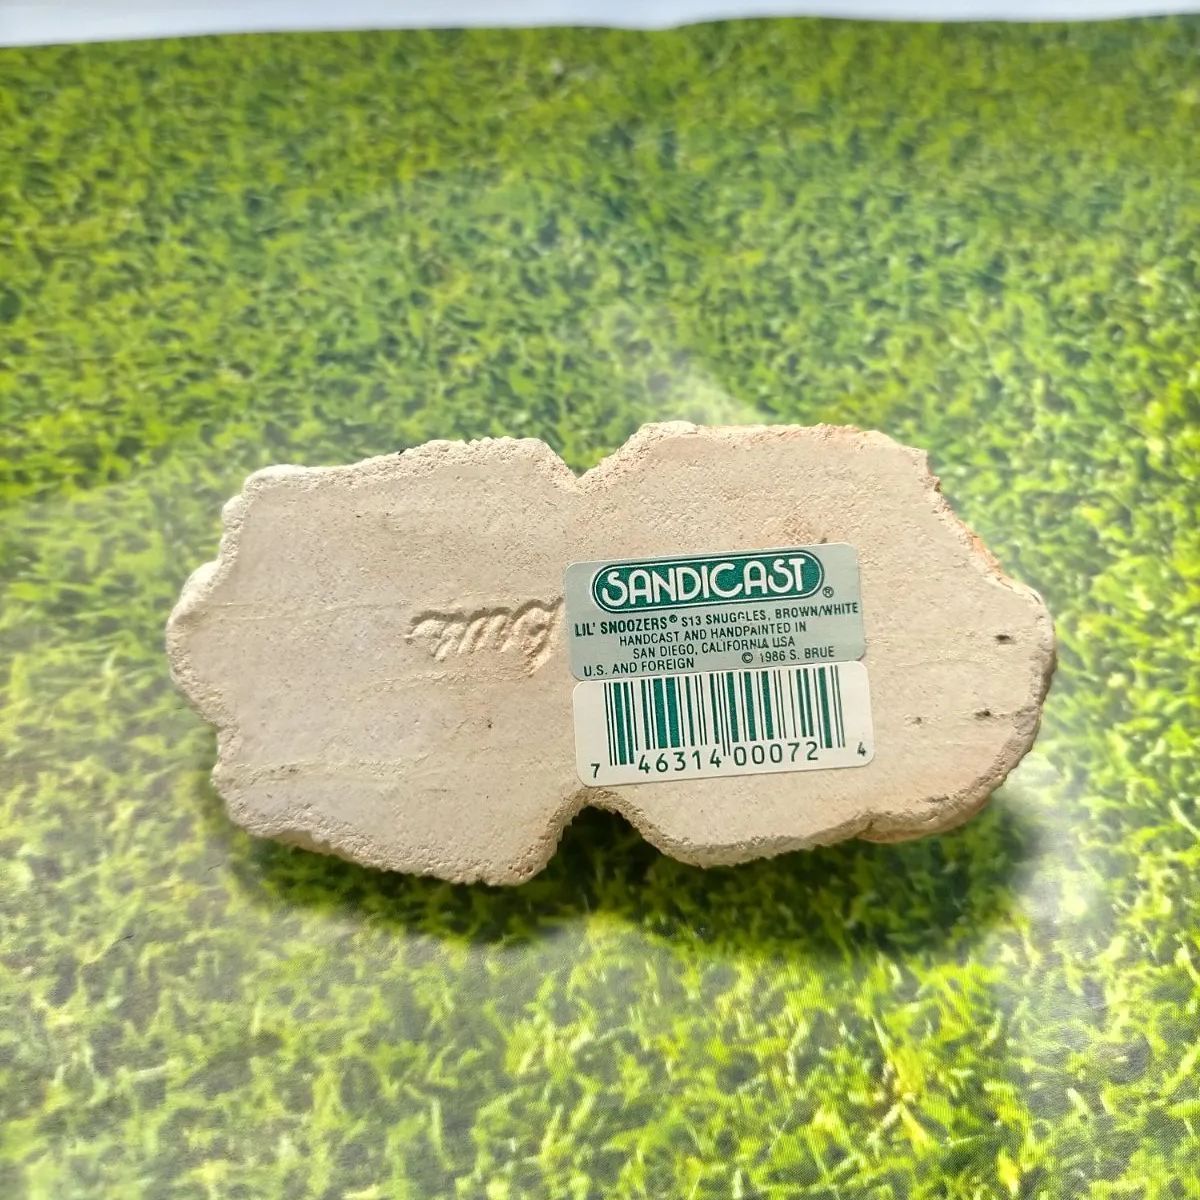 SANDICAST®
LIL' SNOOZERS® S13 SNUGGLES, BROWN/WHITE
HANDCAST AND HANDPAINTED IN
SAN DIEGO, CALIFORNIA USA
U.S. AND FOREIGN © 1986 S. BRUE
7 46314 00072 4